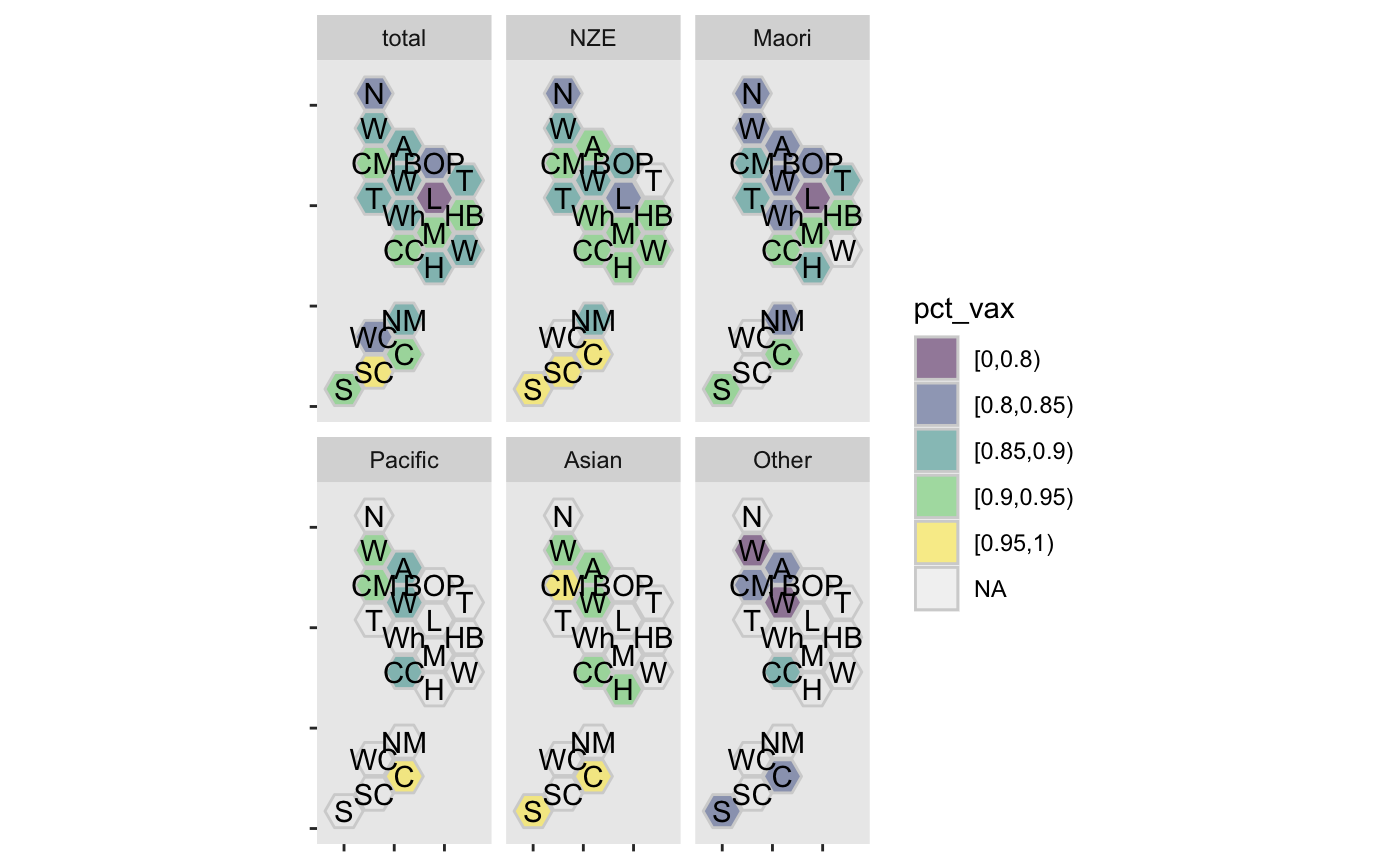 total NZE Maori
N N N
W W W
A A A
CM BOP CM BOP CM BOP
W T W T W T
T L T L T L
Wh HB Wh HB Wh HB
M M M
CC W CC W CC W
H H H
NM NM NM
WC WC WC
C C C
SC SC SC
S S S
pct_vax
[0,0.8)
[0.8,0.85)
[0.85,0.9)
[0.9,0.95)
[0.95,1)
NA
Pacific Asian Other
N N N
W W W
A A A
CM BOP CM BOP CM BOP
W T W T W T
T L T L T L
Wh HB Wh HB Wh HB
M M M
CC W CC W CC W
H H H
NM NM NM
WC WC WC
C C C
SC SC SC
S S S